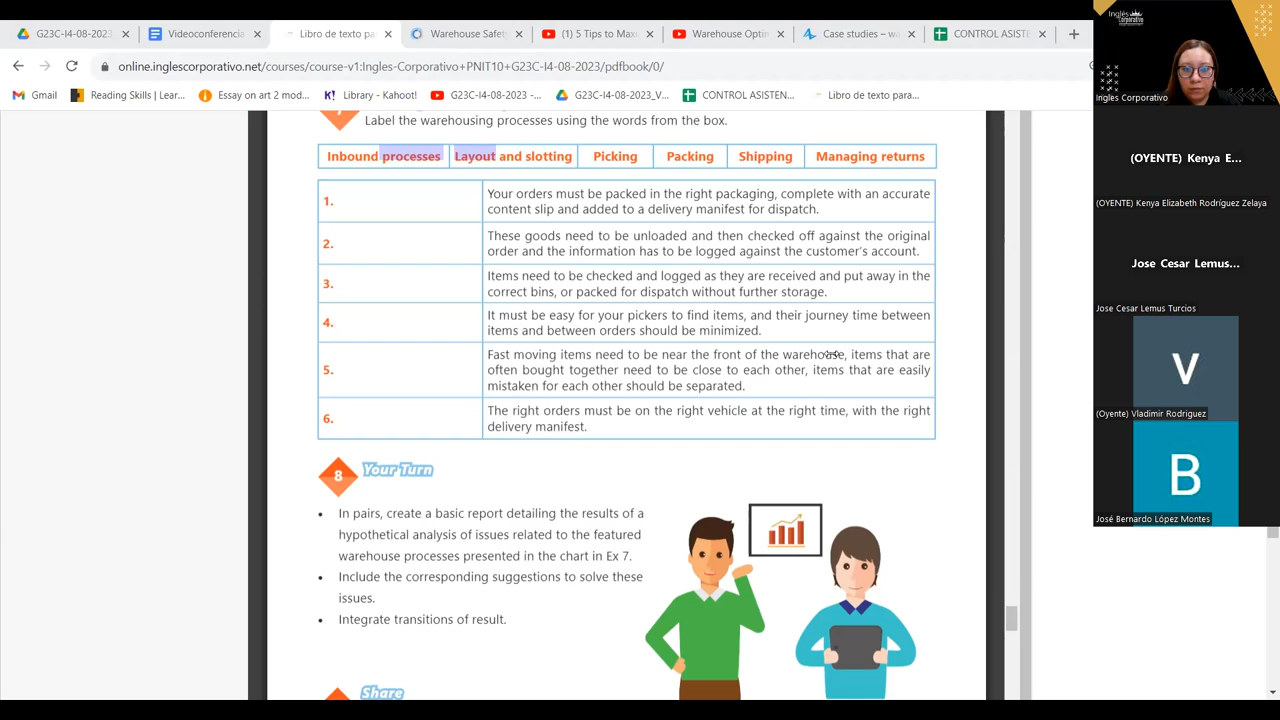 G23C-I4-08-2023
Videoconferencia
Libro de texto pa
Warehouse Safet
(1) 5 Tips to Max
Warehouse Optin
Case studies – wa
CONTROL ASISTE
online.inglescorporativo.net/courses/course-v1:Ingles-Corporativo+PNIT110+G23C-I4-08-2023/pdfbook/0/
Gmail
Reading Skills | Lear...
Essay on art 2 mod...
Library - Kah
G23C-I4-08-2023 -...
G23C-I4-08-2023_V...
CONTROL ASISTEN...
Libro de texto para...
Label the warehousing processes using the words from the box.
Inbound processes
Layout and slotting
Picking
Packing
Shipping
Managing returns
1.
Your orders must be packed in the right packaging, complete with an accurate
content slip and added to a delivery manifest for dispatch.
2.
These goods need to be unloaded and then checked off against the original
order and the information has to be logged against the customer's account.
3.
Items need to be checked and logged as they are received and put away in the
correct bins, or packed for dispatch without further storage.
4.
It must be easy for your pickers to find items, and their journey time between
items and between orders should be minimized.
5.
Fast moving items need to be near the front of the warehouse, items that are
often bought together need to be close to each other, items that are easily
mistaken for each other should be separated.
6.
The right orders must be on the right vehicle at the right time, with the right
delivery manifest.
8
Your Turn
• In pairs, create a basic report detailing the results of a
hypothetical analysis of issues related to the featured
warehouse processes presented in the chart in Ex 7.
• Include the corresponding suggestions to solve these
issues.
• Integrate transitions of result.
Share
Inglés
Corporativo
Ingles Corporativo
(OYENTE) Kenya E...
(OYENTE) Kenya Elizabeth Rodríguez Zelaya
Jose Cesar Lemus...
Jose Cesar Lemus Turcios
V
(Oyente) Vladimir Rodriguez
B
José Bernardo López Montes